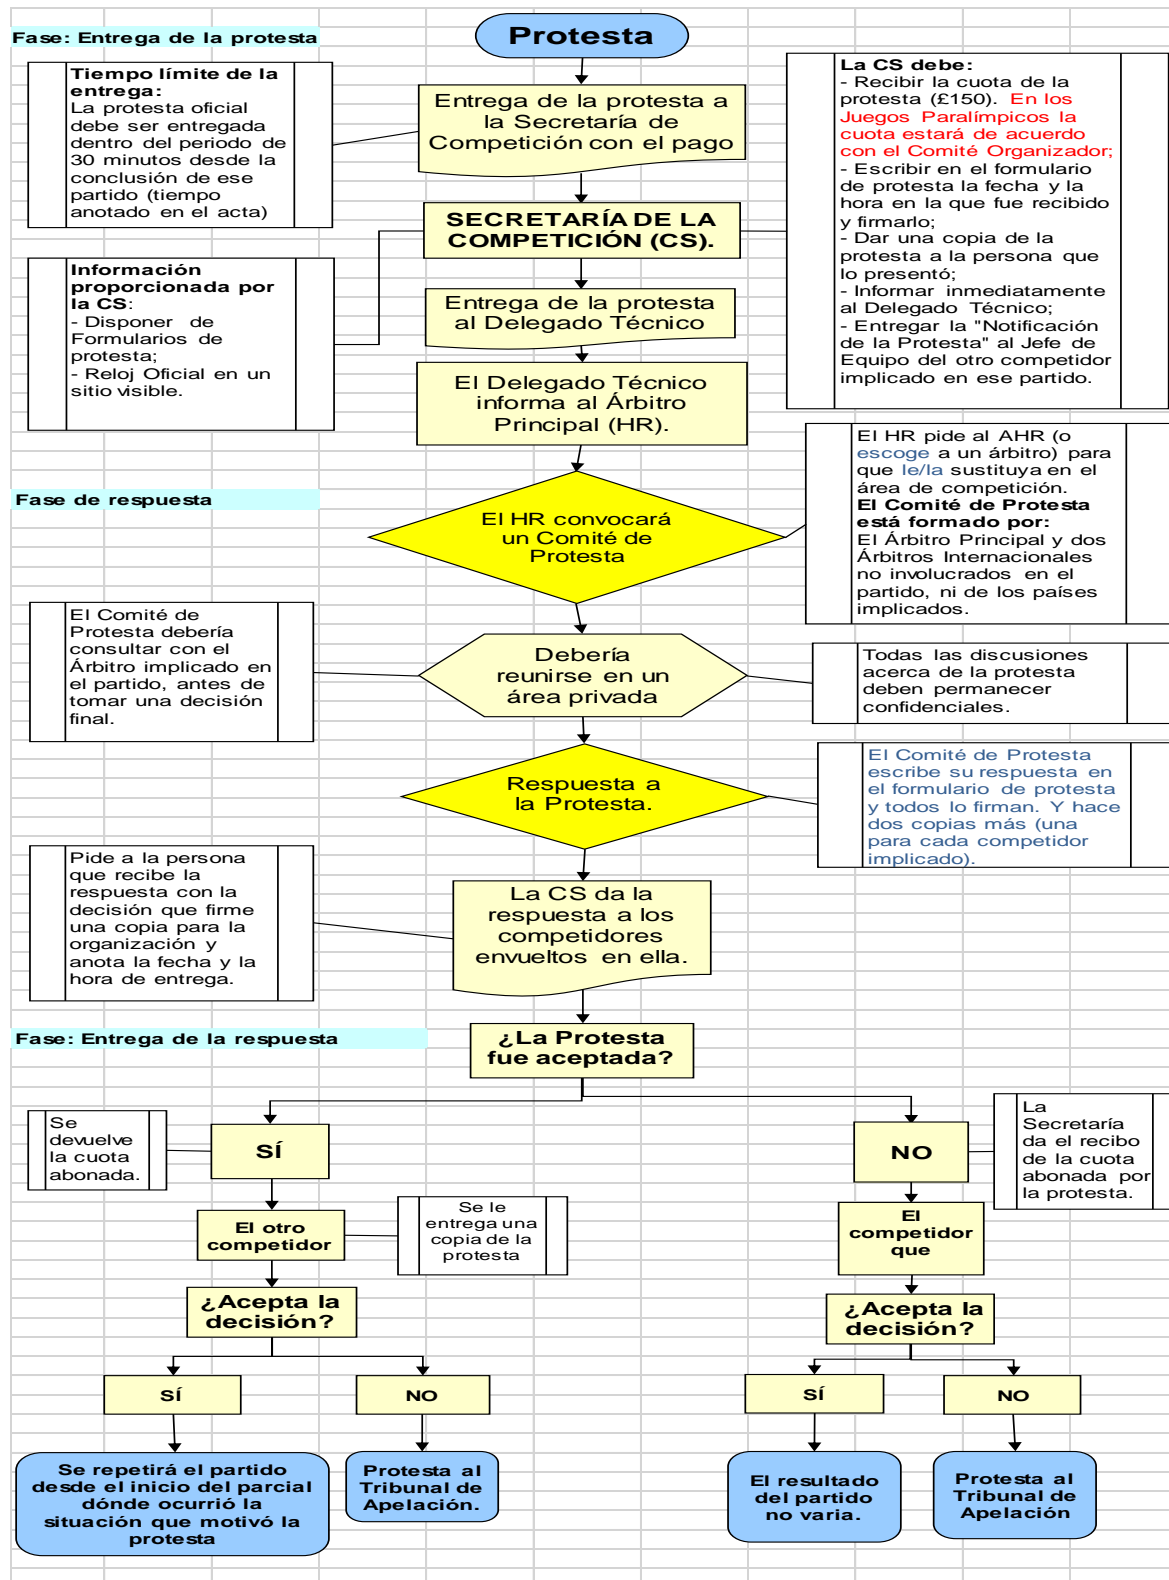 Fase: Entrega de la protesta
Protesta
Tiempo límite de la
entrega:
La protesta oficial
debe ser entregada
dentro del periodo de
30 minutos desde la
conclusión de ese
partido (tiempo
anotado en el acta)
Entrega de la protesta a
la Secretaría de
Competición con el pago
La CS debe:
- Recibir la cuota de la
protesta (£150). En los
Juegos Paralímpicos la
cuota estará de acuerdo
con el Comité Organizador;
- Escribir en el formulario
de protesta la fecha y la
hora en la que fue recibido
y firmarlo;
- Dar una copia de la
protesta a la persona que
lo presentó;
- Informar inmediatamente
al Delegado Técnico;
- Entregar la "Notificación
de la Protesta" al Jefe de
Equipo del otro competidor
implicado en ese partido.
SECRETARÍA DE LA
COMPETICIÓN (CS).
Información
proporcionada por
la CS:
- Disponer de
Formularios de
protesta;
- Reloj Oficial en un
sitio visible.
Entrega de la protesta
al Delegado Técnico
El Delegado Técnico
informa al Árbitro
Principal (HR).
Fase de respuesta
El HR convocará
un Comité de
Protesta
El HR pide al AHR (o
escoge a un árbitro) para
que le/la sustituya en el
área de competición.
El Comité de Protesta
está formado por:
El Árbitro Principal y dos
Árbitros Internacionales
no involucrados en el
partido, ni de los países
implicados.
El Comité de
Protesta debería
consultar con el
Árbitro implicado en
el partido, antes de
tomar una decisión
final.
Debería
reunirse en un
área privada
Todas las discusiones
acerca de la protesta
deben permanecer
confidenciales.
Respuesta a
la Protesta.
El Comité de Protesta
escribe su respuesta en
el formulario de protesta
y todos lo firman. Y hace
dos copias más (una
para cada competidor
implicado).
Pide a la persona
que recibe la
respuesta con la
decisión que firme
una copia para la
organización y
anota la fecha y la
hora de entrega.
La CS da la
respuesta a los
competidores
envueltos en ella.
Fase: Entrega de la respuesta
¿La Protesta
fue aceptada?
Se
devuelve
la cuota
abonada.
SÍ
NO
La
Secretaría
da el recibo
de la cuota
abonada por
la protesta.
El otro
competidor
Se le
entrega una
copia de la
protesta
El
competidor
que
¿Acepta la
decisión?
¿Acepta la
decisión?
SÍ
NO
SÍ
NO
Se repetirá el partido
desde el inicio del parcial
dónde ocurrió la
situación que motivó la
protesta
Protesta al
Tribunal de
Apelación.
El resultado
del partido
no varia.
Protesta al
Tribunal de
Apelación